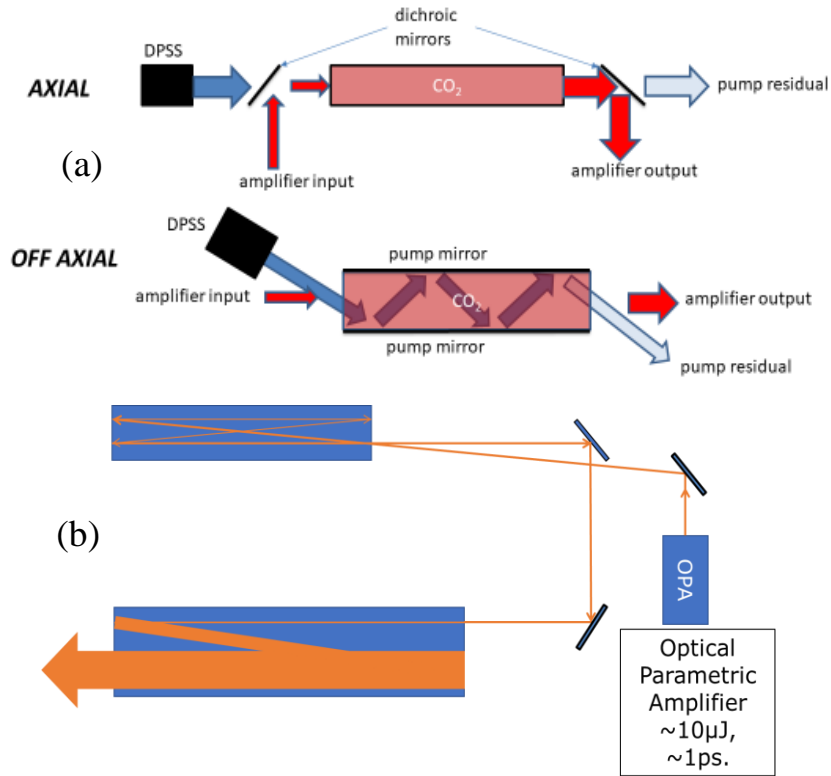 dichroic
mirrors
DPSS
AXIAL
CO₂
pump residual
(a)
amplifier input
amplifier output
DPSS
OFF AXIAL
pump mirror
amplifier input
CO₂
amplifier output
pump mirror
pump residual
(b)
OPA
Optical
Parametric
Amplifier
~10μJ,
~1ps.